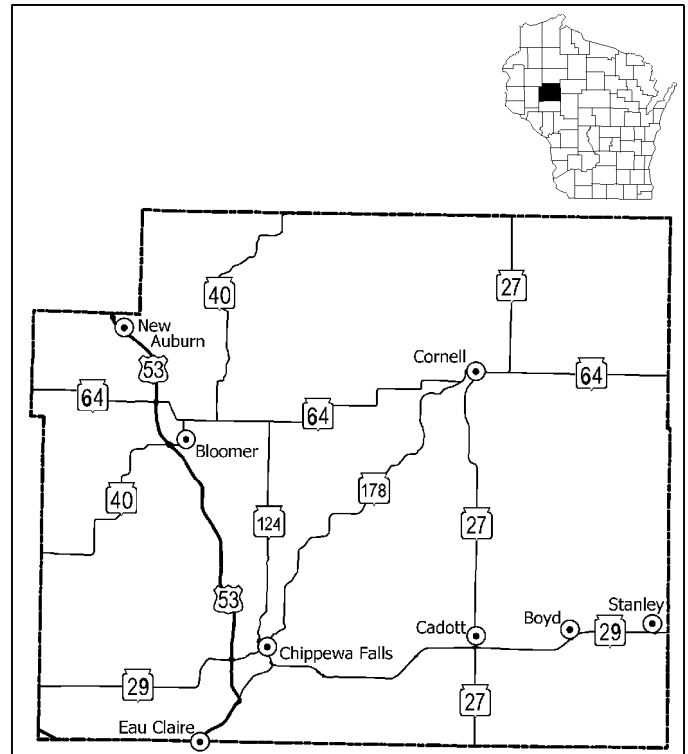 40
27
New
Auburn
53
Cornell
64
64
64
Bloomer
178
40
124
27
53
Stanley
Boyd
Cadott
29
Chippewa Falls
29
27
Eau Claire